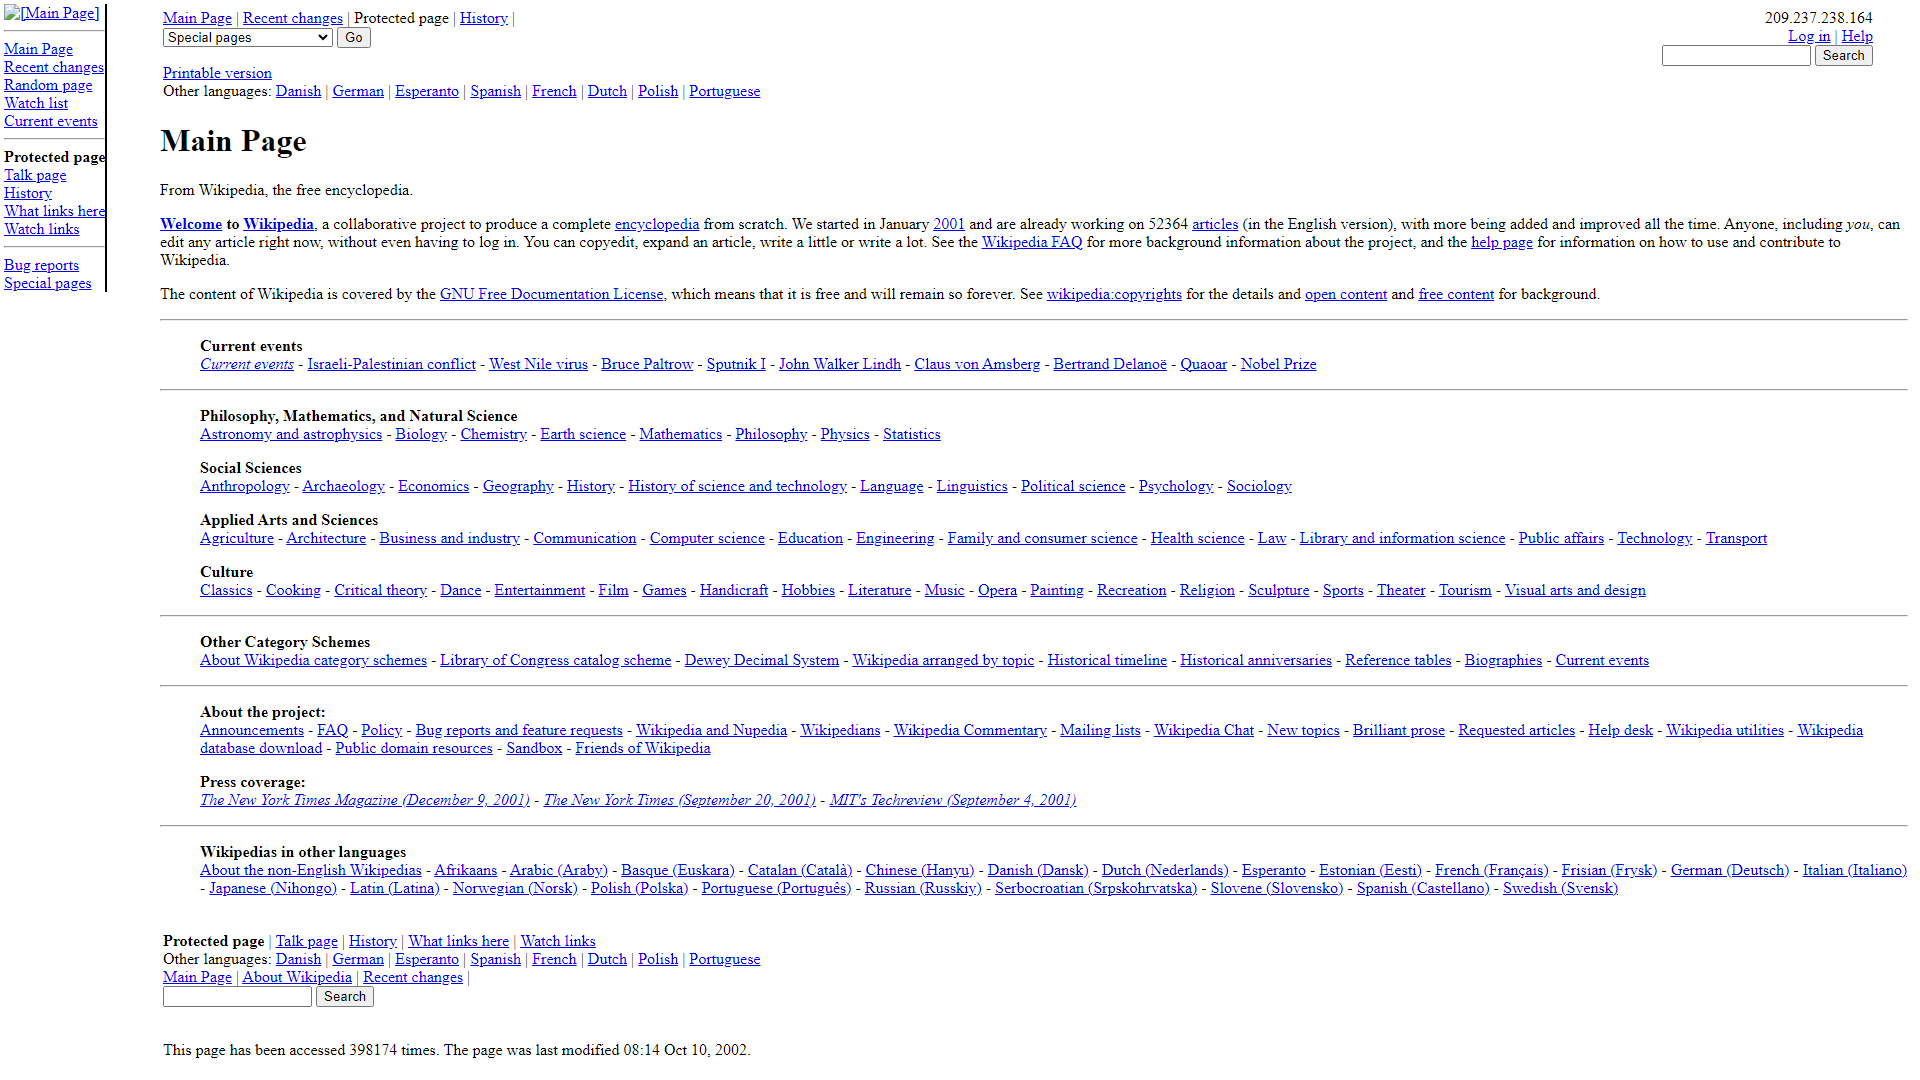 [Main Page]
Main Page
Recent changes
Random page
Watch list
Current events
Protected page
Talk page
History
What links here
Watch links
Bug reports
Special pages
Main Page | Recent changes | Protected page | History |
Special pages Go
209.237.238.164
Log in | Help
Search
Printable version
Other languages: Danish | German | Esperanto | Spanish | French | Dutch | Polish | Portuguese
Main Page
From Wikipedia, the free encyclopedia.
Welcome to Wikipedia, a collaborative project to produce a complete encyclopedia from scratch. We started in January 2001 and are already working on 52364 articles (in the English version), with more being added and improved all the time. Anyone, including you, can
edit any article right now, without even having to log in. You can copyedit, expand an article, write a little or write a lot. See the Wikipedia FAQ for more background information about the project, and the help page for information on how to use and contribute to
Wikipedia.
The content of Wikipedia is covered by the GNU Free Documentation License, which means that it is free and will remain so forever. See wikipedia:copyrights for the details and open content and free content for background.
Current events
Current events - Israeli-Palestinian conflict - West Nile virus - Bruce Paltrow - Sputnik I - John Walker Lindh - Claus von Amsberg - Bertrand Delanoë - Quaoar - Nobel Prize
Philosophy, Mathematics, and Natural Science
Astronomy and astrophysics - Biology - Chemistry - Earth science - Mathematics - Philosophy - Physics - Statistics
Social Sciences
Anthropology - Archaeology - Economics - Geography - History - History of science and technology - Language - Linguistics - Political science - Psychology - Sociology
Applied Arts and Sciences
Agriculture - Architecture - Business and industry - Communication - Computer science - Education - Engineering - Family and consumer science - Health science - Law - Library and information science - Public affairs - Technology - Transport
Culture
Classics - Cooking - Critical theory - Dance - Entertainment - Film - Games - Handicraft - Hobbies - Literature - Music - Opera - Painting - Recreation - Religion - Sculpture - Sports - Theater - Tourism - Visual arts and design
Other Category Schemes
About Wikipedia category schemes - Library of Congress catalog scheme - Dewey Decimal System - Wikipedia arranged by topic - Historical timeline - Historical anniversaries - Reference tables - Biographies - Current events
About the project:
Announcements - FAQ - Policy - Bug reports and feature requests - Wikipedia and Nupedia - Wikipedians - Wikipedia Commentary - Mailing lists - Wikipedia Chat - New topics - Brilliant prose - Requested articles - Help desk - Wikipedia utilities - Wikipedia
database download - Public domain resources - Sandbox - Friends of Wikipedia
Press coverage:
The New York Times Magazine (December 9, 2001) - The New York Times (September 20, 2001) - MIT's Techreview (September 4, 2001)
Wikipedias in other languages
About the non-English Wikipedias - Afrikaans - Arabic (Araby) - Basque (Euskara) - Catalan (Català) - Chinese (Hanyu) - Danish (Dansk) - Dutch (Nederlands) - Esperanto - Estonian (Eesti) - French (Français) - Frisian (Frysk) - German (Deutsch) - Italian (Italiano)
- Japanese (Nihongo) - Latin (Latina) - Norwegian (Norsk) - Polish (Polska) - Portuguese (Português) - Russian (Russkiy) - Serbocroatian (Srpskohrvatska) - Slovene (Slovensko) - Spanish (Castellano) - Swedish (Svensk)
Protected page | Talk page | History | What links here | Watch links
Other languages: Danish | German | Esperanto | Spanish | French | Dutch | Polish | Portuguese
Main Page | About Wikipedia | Recent changes |
Search
This page has been accessed 398174 times. The page was last modified 08:14 Oct 10, 2002.